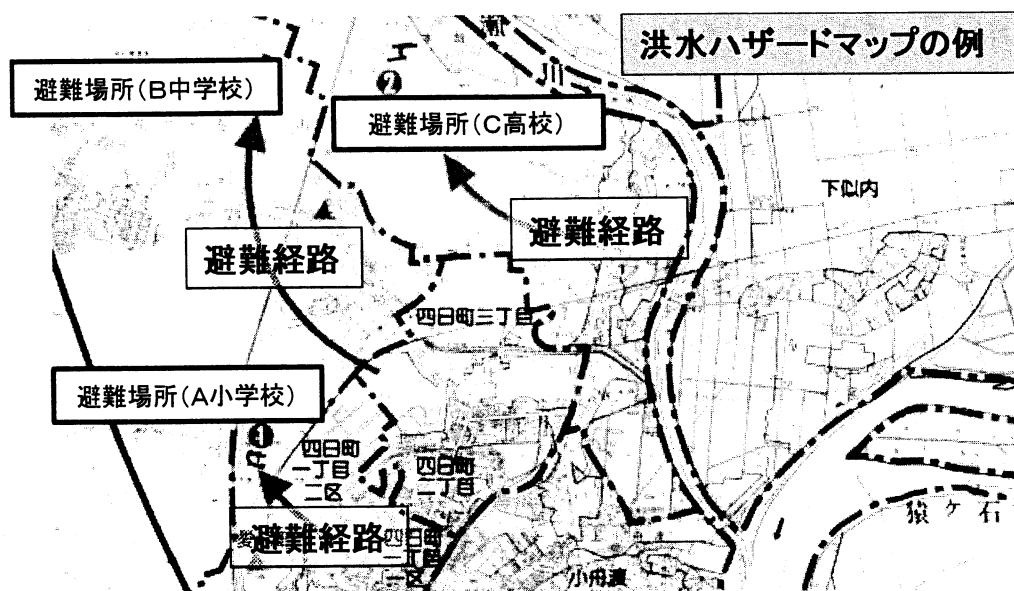 洪水ハザードマップの例
避難場所(B中学校)
避難場所(C高校)
下似内
避難経路
避難経路
四日町三丁目
避難場所(A小学校)
四日町
一丁目
二区
四日町
二丁目
避難経路
猿ヶ石
小舟渡